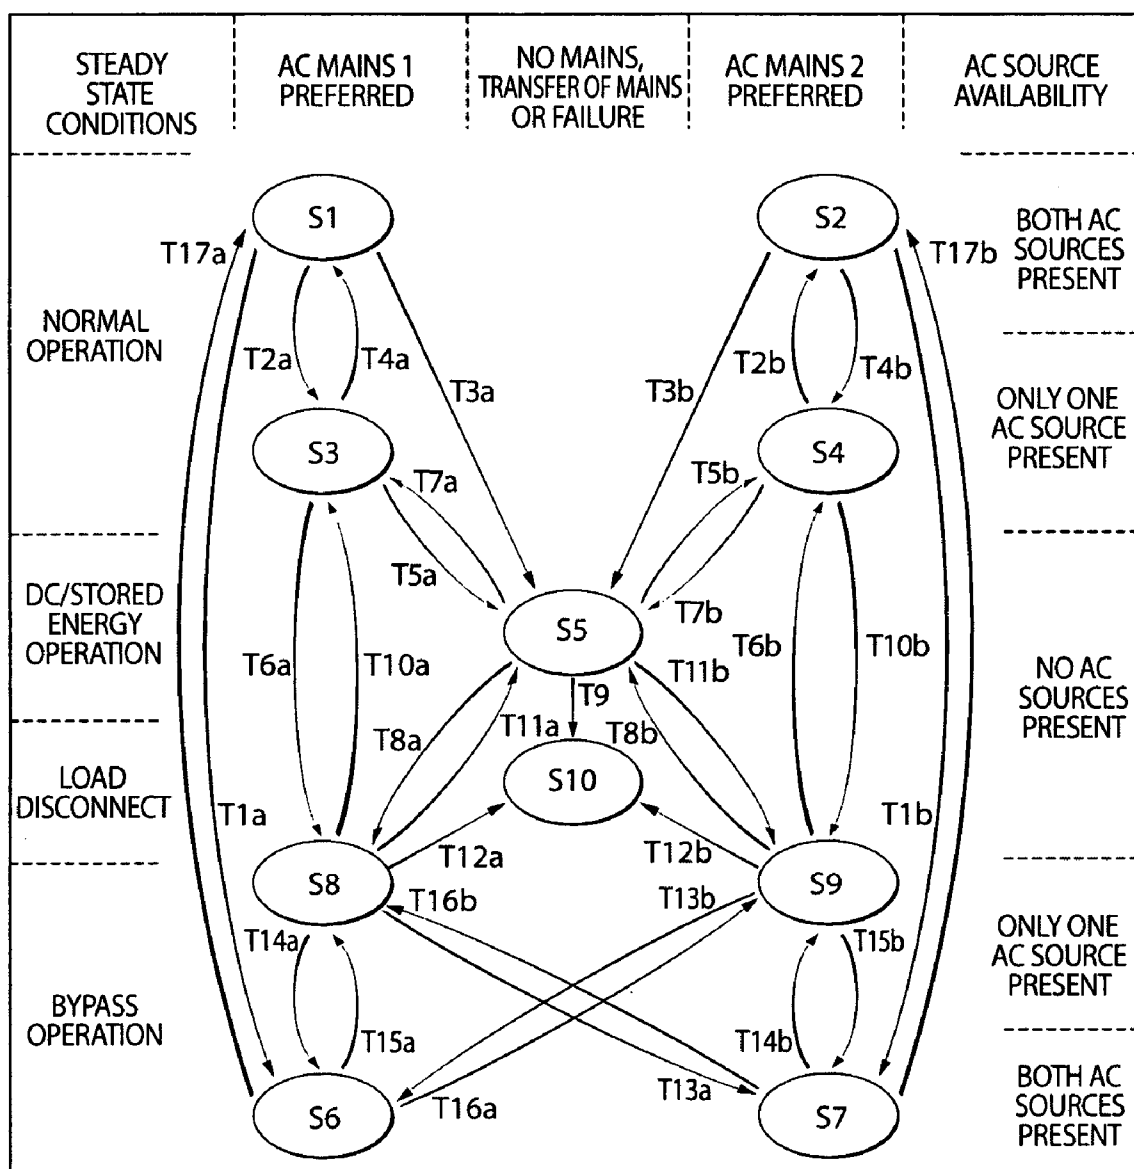 STEADY
STATE
CONDITIONS
AC MAINS 1
PREFERRED
NO MAINS,
TRANSFER OF MAINS
OR FAILURE
AC MAINS 2
PREFERRED
AC SOURCE
AVAILABILITY
S1
S2
T17a
T17b
BOTH AC
SOURCES
PRESENT
NORMAL
OPERATION
T2a
T4a
T3a
T3b
T2b
T4b
ONLY ONE
AC SOURCE
PRESENT
S3
S4
T7a
T5b
T5a
T7b
DC/STORED
ENERGY
OPERATION
S5
T6a
T10a
T11b
T6b
T10b
NO AC
SOURCES
PRESENT
T9
T8a
T11a
T8b
LOAD
DISCONNECT
S10
T1a
T1b
T12a
T12b
S8
S9
T16b
T13b
T14a
T15b
ONLY ONE
AC SOURCE
PRESENT
BYPASS
OPERATION
T15a
T14b
T16a
T13a
S6
S7
BOTH AC
SOURCES
PRESENT